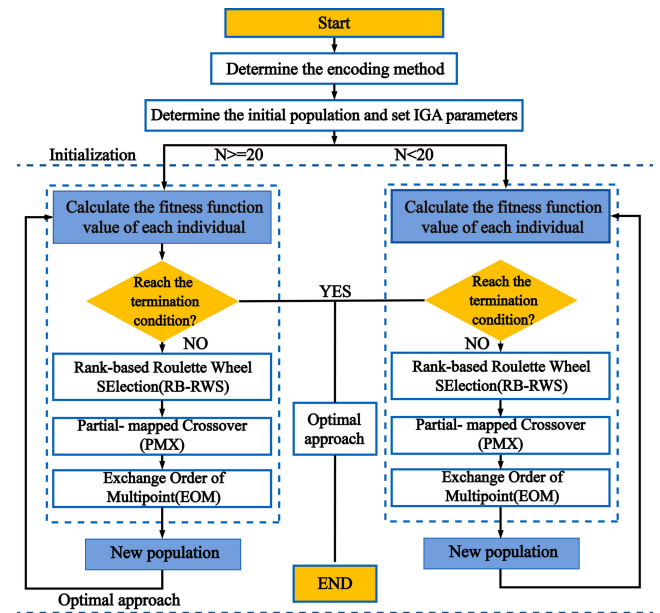 Start
Determine the encoding method
Determine the initial population and set IGA parameters
Initialization
N>=20
N<20
Calculate the fitness function
value of each individual
Reach the
termination
condition?
NO
Rank-based Roulette Wheel
SElection(RB-RWS)
Partial- mapped Crossover
(PMX)
Exchange Order of
Multipoint(EOM)
New population
Optimal approach
YES
Optimal
approach
END
Calculate the fitness function
value of each individual
Reach the
termination
condition?
NO
Rank-based Roulette Wheel
SElection(RB-RWS)
Partial- mapped Crossover
(PMX)
Exchange Order of
Multipoint(EOM)
New population